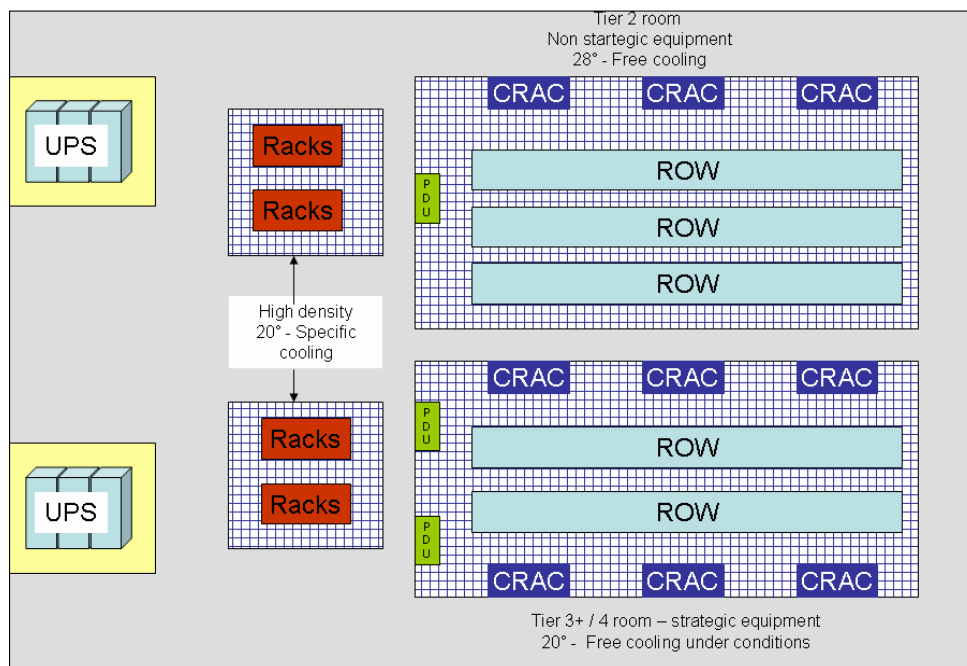 Tier 2 room
Non startegic equipment
28° - Free cooling
CRAC CRAC CRAC
UPS
Racks
Racks
PDU
ROW
ROW
ROW
High density
20° - Specific
cooling
CRAC CRAC CRAC
UPS
Racks
Racks
PDU
PDU
ROW
ROW
CRAC CRAC CRAC
Tier 3+ / 4 room – strategic equipment
20° - Free cooling under conditions